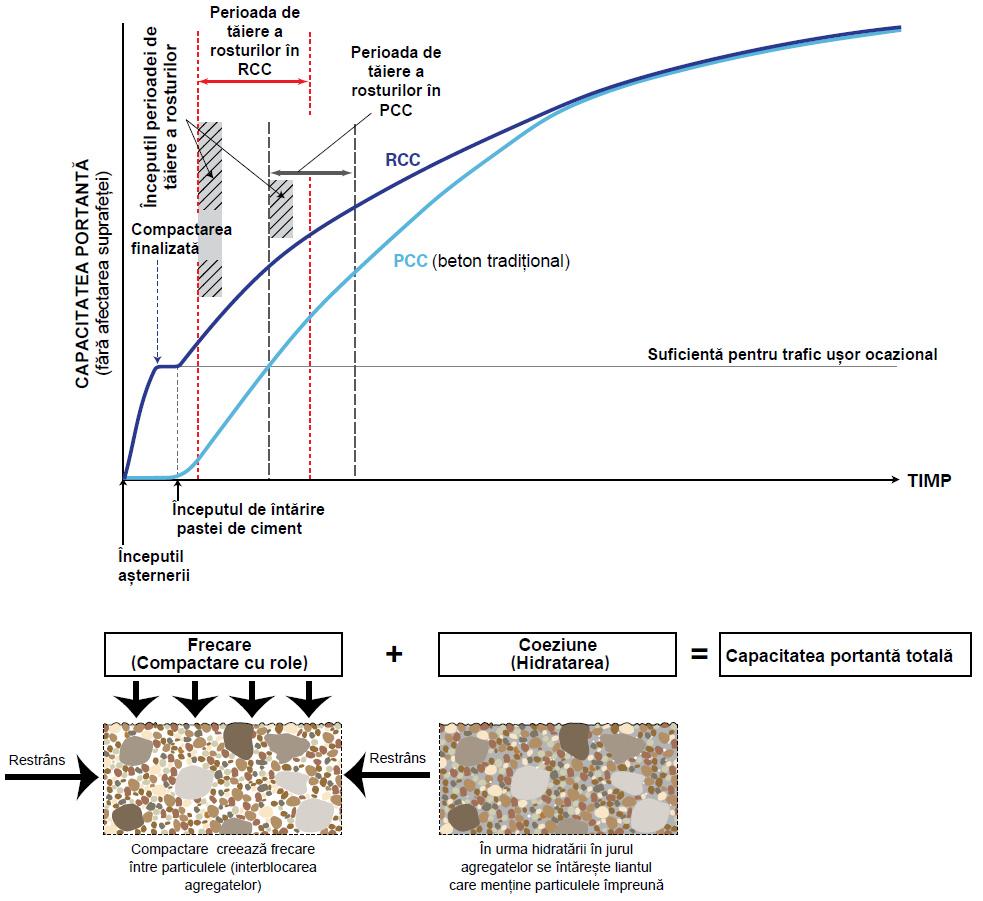 Perioada de
tăiere a
rosturilor în
RCC
Perioada de
tăiere a
rosturilor în
PCC
Începutil perioadei de
tăiere a rosturilor
RCC
Compactarea
finalizată
PCC (beton tradițional)
CAPACITATEA PORTANTĂ
(fără afectarea suprafeței)
Suficientă pentru trafic ușor ocazional
TIMP
Începutul de întărire
pastei de ciment
Începutil
așternerii
Frecare
(Compactare cu role)
+
Coeziune
(Hidratarea)
=
Capacitatea portantă totală
Restrâns
Restrâns
Compactare creează frecare
între particulele (interblocarea
agregatelor)
În urma hidratării în jurul
agregatelor se întărește liantul
care menține particulele împreună